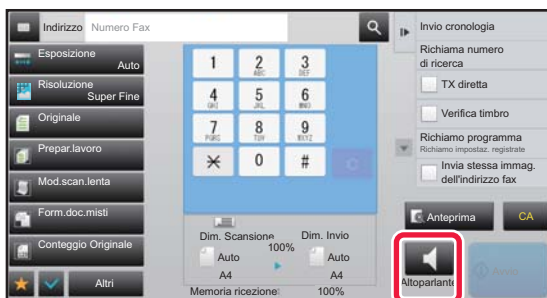 Indirizzo Numero Fax
Esposizione
Auto
Risoluzione
Super Fine
Originale
Prepar.lavoro
Mod.scan.lenta
Form.doc.misti
Conteggio Originale
Altri
1
2
ABC
3
DEF
4
GHI
5
JKL
6
MNO
7
PQRS
8
TUV
9
WXYZ
0
#
C
Dim. Scansione
100%
Dim. Invio
Auto
A4
Auto
A4
Memoria ricezione: 100%
Invio cronologia
Richiama numero
di ricerca
TX diretta
Verifica timbro
Richiamo programma
Richiamo impostaz. registrate
Invia stessa immag.
dell'indirizzo fax
Anteprima
CA
Altoparlante